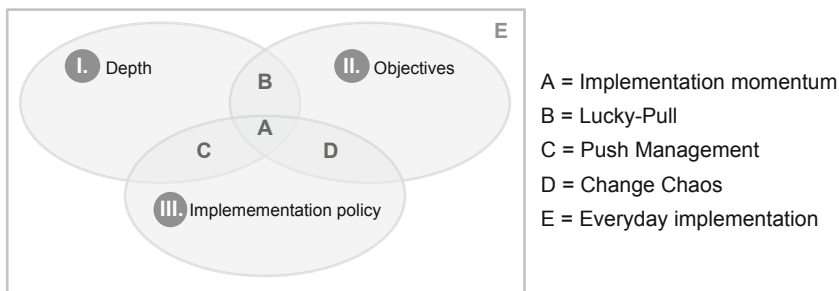 E
I. Depth
II. Objectives
B
A
C
D
III. Implemementation policy
A = Implementation momentum
B = Lucky-Pull
C = Push Management
D = Change Chaos
E = Everyday implementation